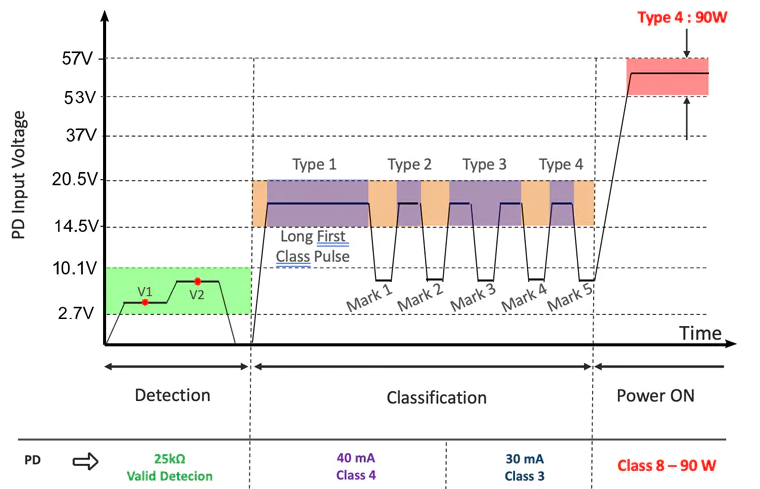 Type 4 : 90W
57V
53V
37V
20.5V
14.5V
10.1V
2.7V
PD Input Voltage
Type 1
Type 2
Type 3
Type 4
Long First
Class Pulse
V1
V2
Mark 1
Mark 2
Mark 3
Mark 4
Mark 5
Time
Detection
Classification
Power ON
PD
25kΩ
Valid Detecion
40 mA
Class 4
30 mA
Class 3
Class 8 – 90 W